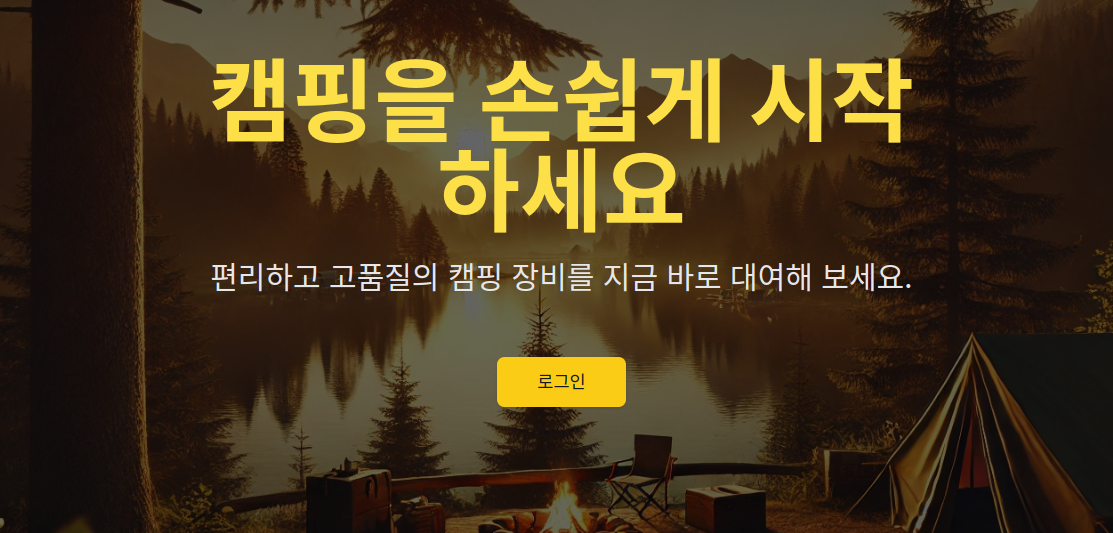 캠핑을 손쉽게 시작
하세요
편리하고 고품질의 캠핑 장비를 지금 바로 대여해 보세요.
로그인